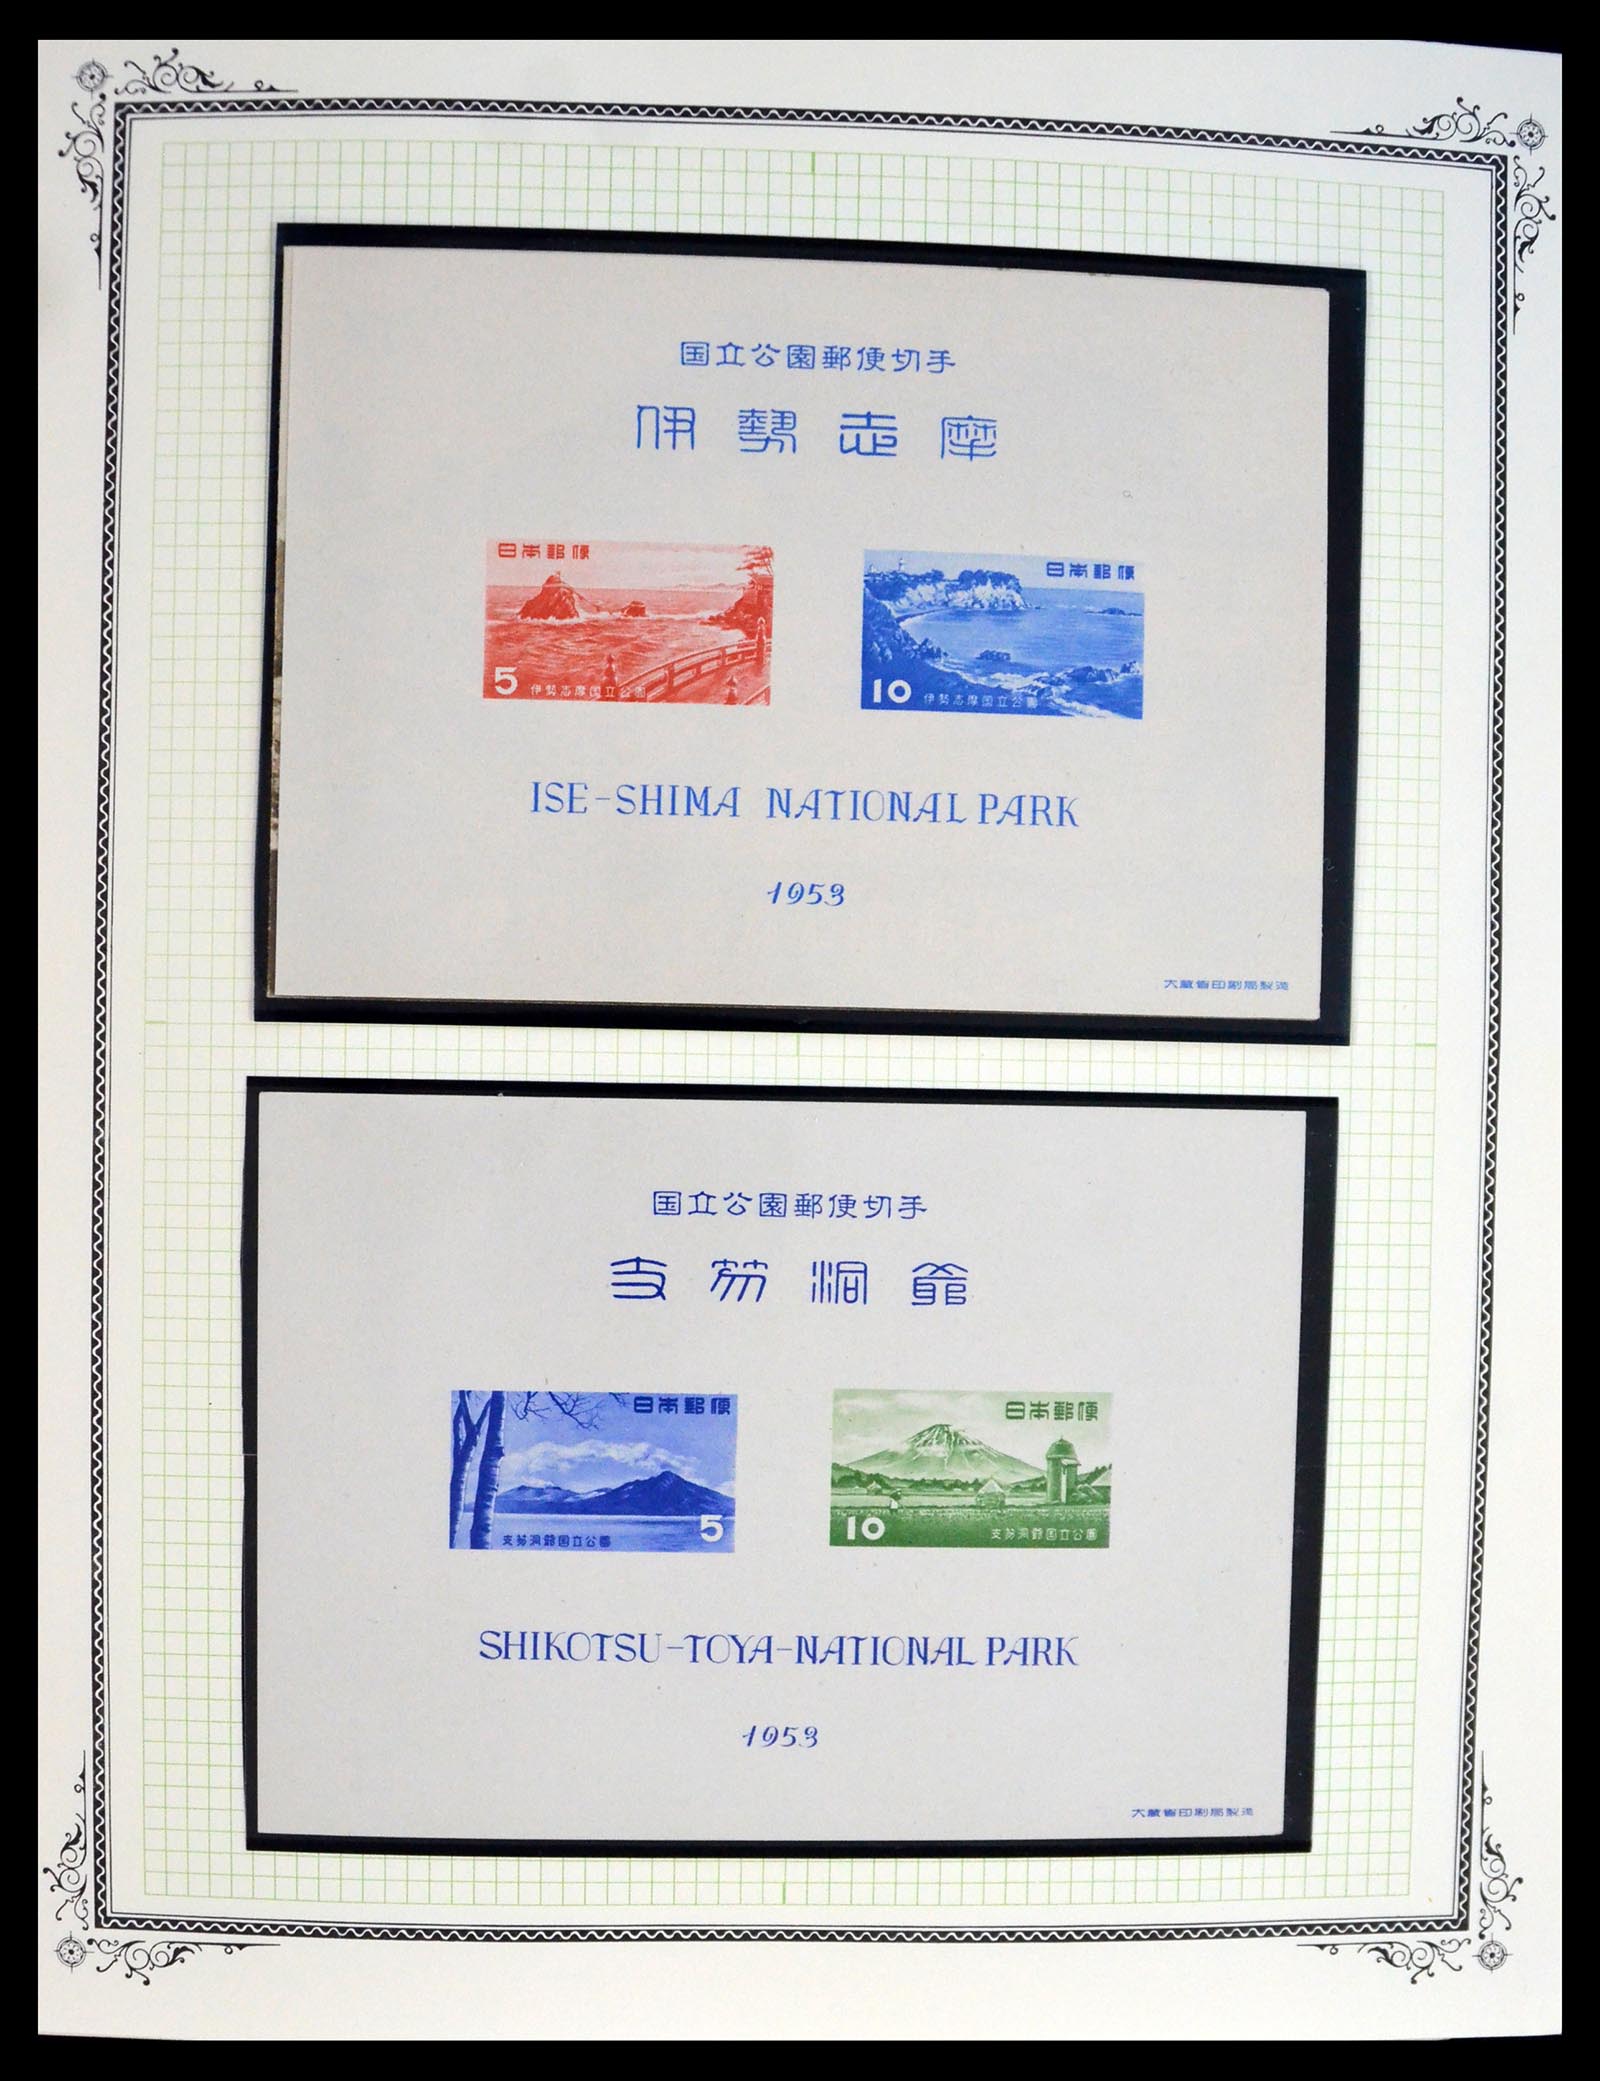 国立公園郵便切手
伊勢志摩
日本郵便
5 伊勢志摩国立公園
日本郵便
10 伊勢志摩国立公園
ISE-SHIMA NATIONAL PARK
1953
大蔵省印刷局製造
国立公園郵便切手
支笏洞爺
日本郵便
5
支笏洞爺国立公園
日本郵便
10 支笏洞爺国立公園
SHIKOTSU-TOYA-NATIONAL PARK
1953
大蔵省印刷局製造